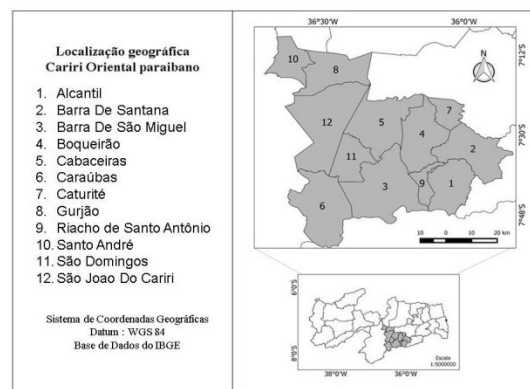 Localização geográfica
Cariri Oriental paraibano
1. Alcantil
2. Barra De Santana
3. Barra De São Miguel
4. Boqueirão
5. Cabaceiras
6. Caraúbas
7. Caturité
8. Gurjão
9. Riacho de Santo Antônio
10. Santo André
11. São Domingos
12. São Joao Do Cariri
Sistema de Coordenadas Geográficas
Datum : WGS 84
Base de Dados do IBGE
36°30'W 36°0'W
7°12'S
7°30'S
7°48'S
N
10
8
12
5
7
4
2
11
3
9
1
6
10 0 10 20 km
6°0'S
8°0'S
38°0'W 36°0'W
Escala
1:5000000